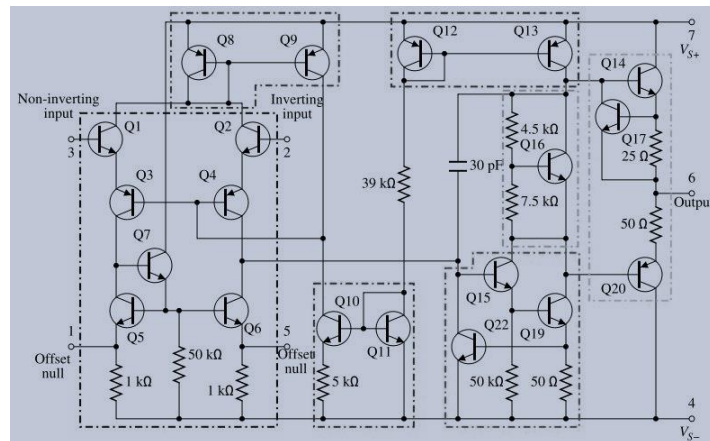 Q8
Q9
Q12
Q13
7
V_S+
Q14
Non-inverting
input
Inverting
input
Q1
Q2
3
2
4.5 kΩ
Q16
Q17
25 Ω
30 pF
6
Output
Q3
Q4
39 kΩ
7.5 kΩ
50 Ω
Q7
Q15
Q20
Q10
1
Q5
Q6
5
Q22
Q19
Q11
Offset
null
50 kΩ
Offset
null
1 kΩ
1 kΩ
5 kΩ
50 kΩ
50 Ω
4
V_S−